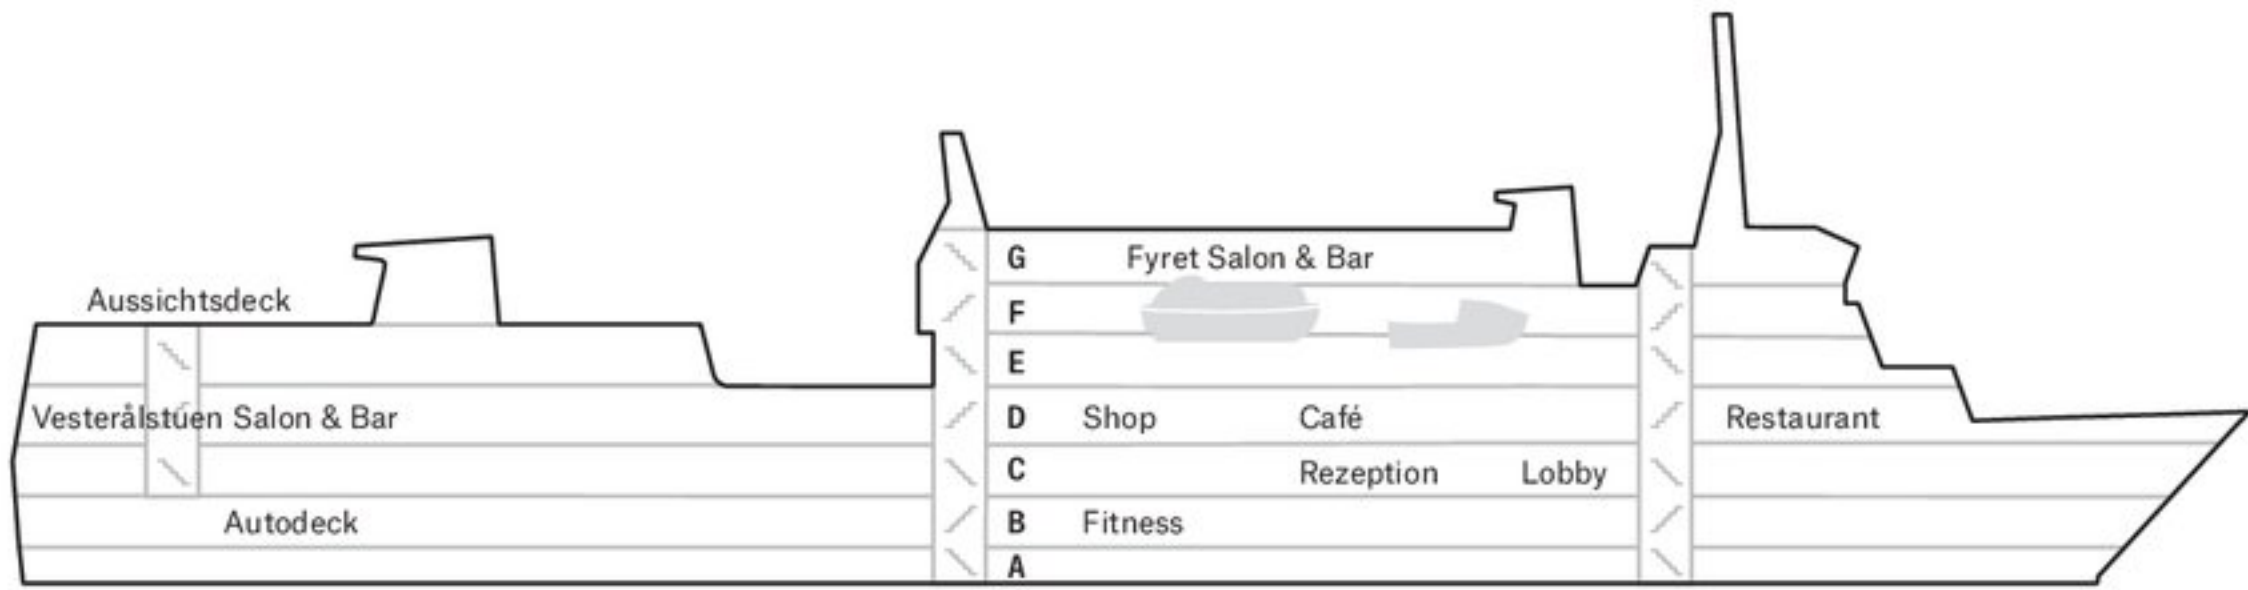 G Fyret Salon & Bar
Aussichtsdeck
F
E
Vesterålstuen Salon & Bar D Shop Café Restaurant
C Rezeption Lobby
Autodeck B Fitness
A